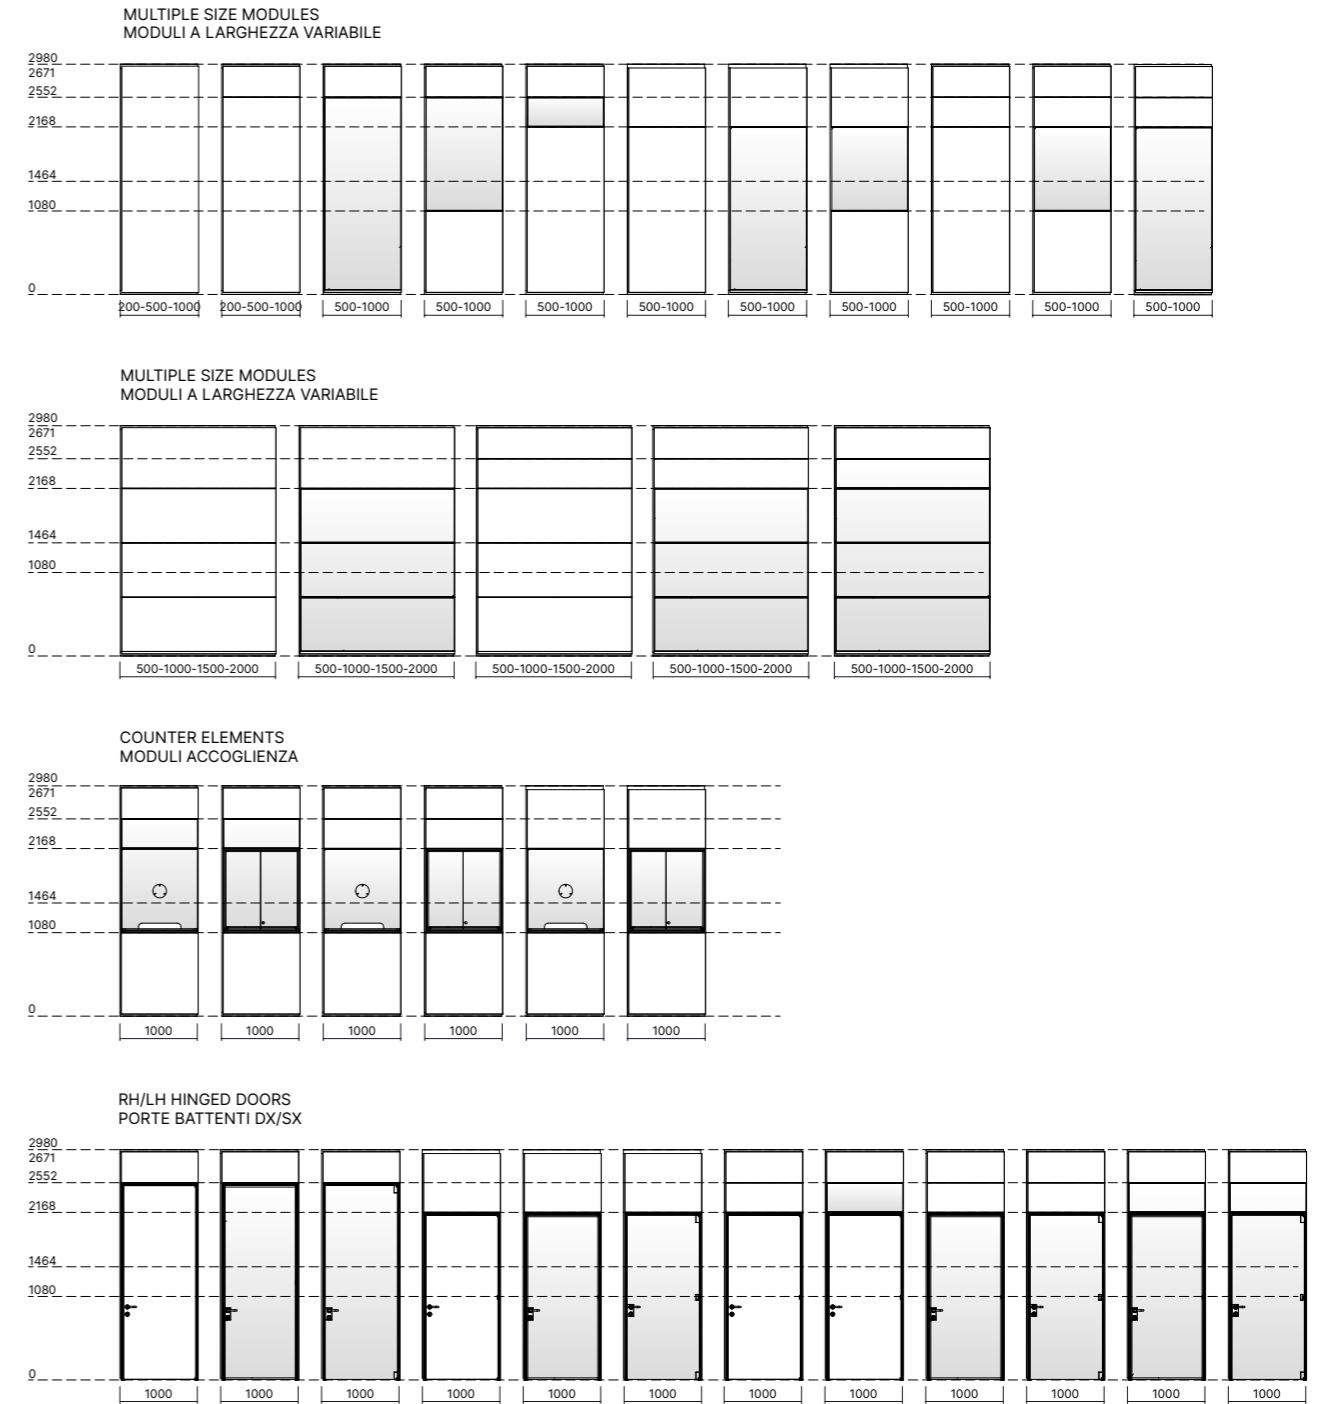 MULTIPLE SIZE MODULES
MODULI A LARGHEZZA VARIABILE
2980
2671
2552
2168
1464
1080
0
200-500-1000 200-500-1000 500-1000 500-1000 500-1000 500-1000 500-1000 500-1000 500-1000 500-1000 500-1000
MULTIPLE SIZE MODULES
MODULI A LARGHEZZA VARIABILE
2980
2671
2552
2168
1464
1080
0
500-1000-1500-2000 500-1000-1500-2000 500-1000-1500-2000 500-1000-1500-2000 500-1000-1500-2000
COUNTER ELEMENTS
MODULI ACCOGLIENZA
2980
2671
2552
2168
1464
1080
0
1000 1000 1000 1000 1000 1000
RH/LH HINGED DOORS
PORTE BATTENTI DX/SX
2980
2671
2552
2168
1464
1080
0
1000 1000 1000 1000 1000 1000 1000 1000 1000 1000 1000 1000